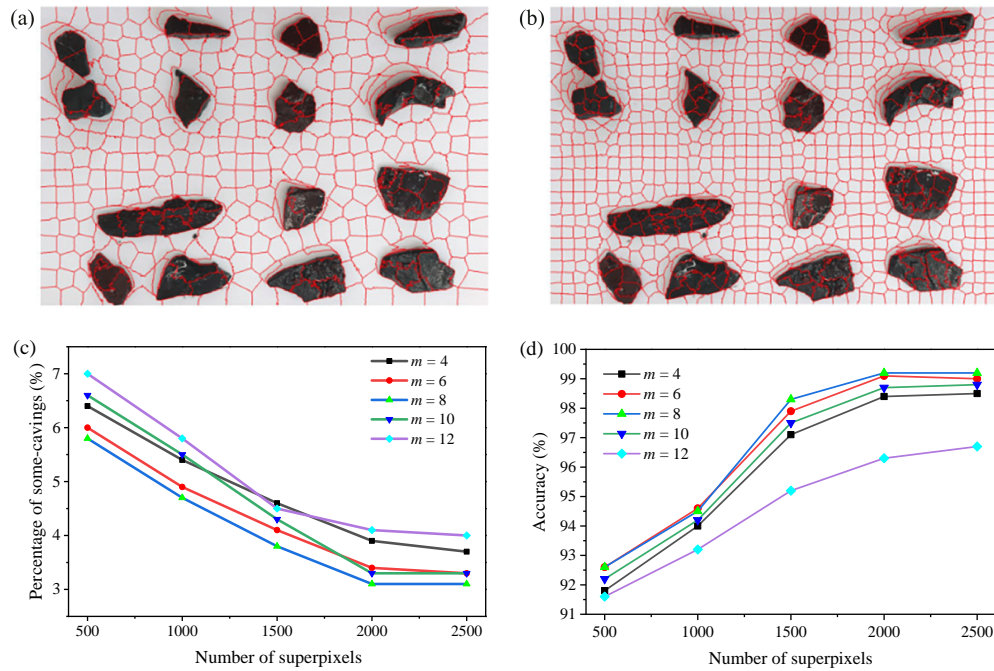 (a)
(b)
(c)
Percentage of some-cavings (%)
7
6
5
4
3
500 1000 1500 2000 2500
Number of superpixels
m = 4
m = 6
m = 8
m = 10
m = 12
(d)
Accuracy (%)
100
99
98
97
96
95
94
93
92
91
500 1000 1500 2000 2500
Number of superpixels
m = 4
m = 6
m = 8
m = 10
m = 12